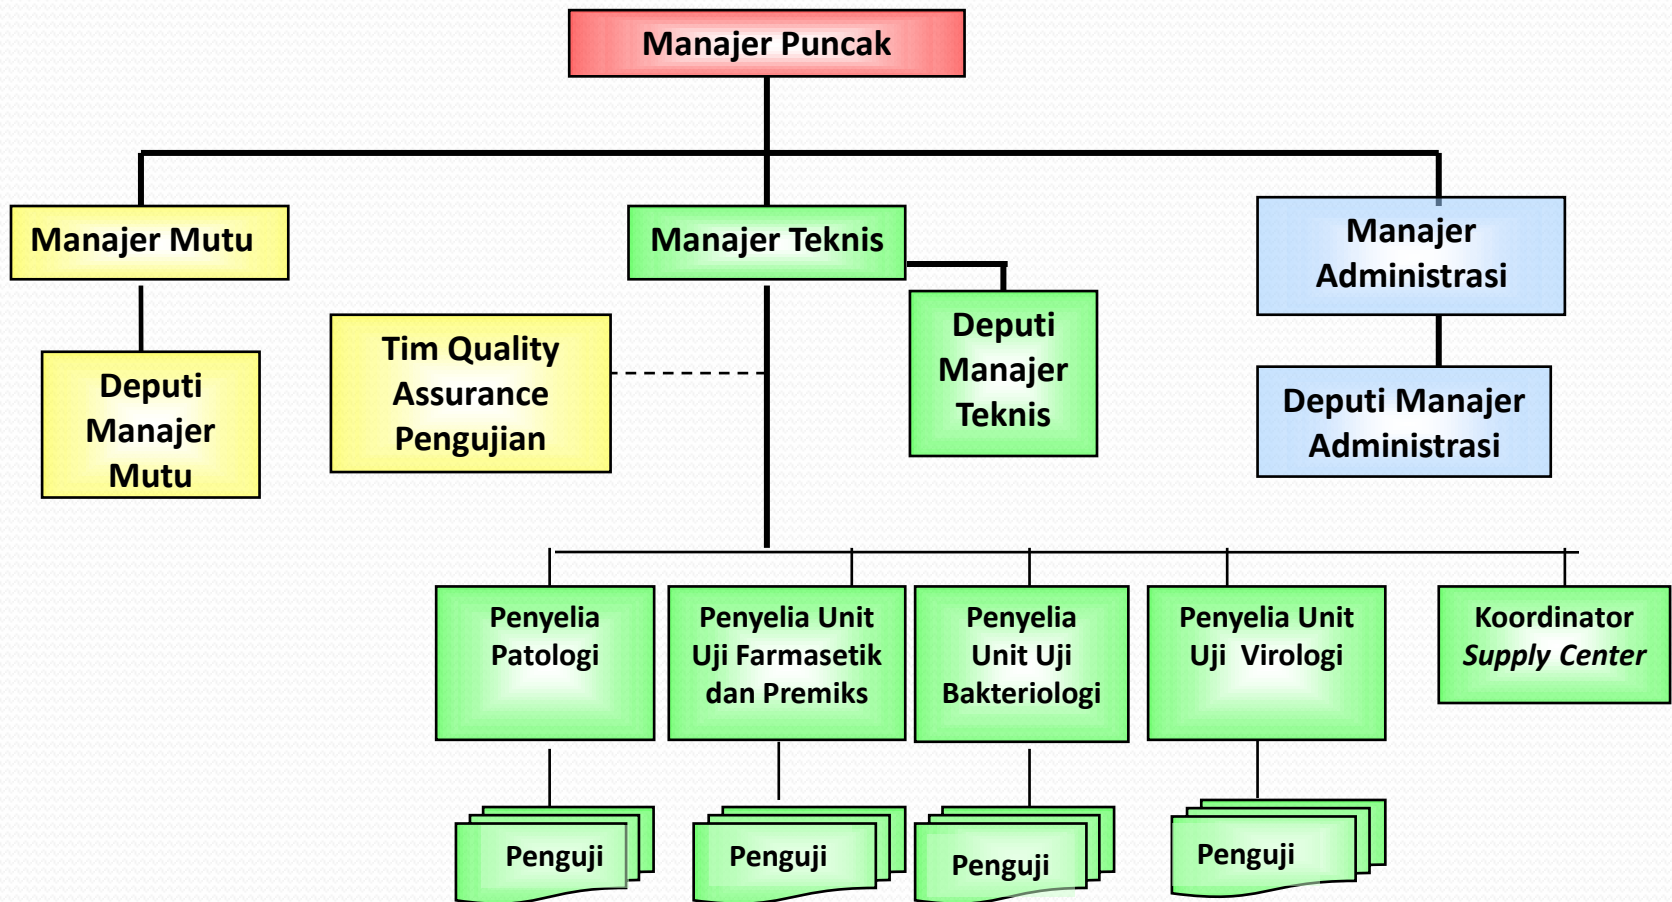 Manajer Puncak
Manajer Mutu
Manajer Teknis
Manajer
Administrasi
Deputi
Manajer
Mutu
Tim Quality
Assurance
Pengujian
Deputi
Manajer
Teknis
Deputi Manajer
Administrasi
Penyelia
Patologi
Penyelia Unit
Uji Farmasetik
dan Premiks
Penyelia
Unit Uji
Bakteriologi
Penyelia Unit
Uji Virologi
Koordinator
Supply Center
Penguji
Penguji
Penguji
Penguji